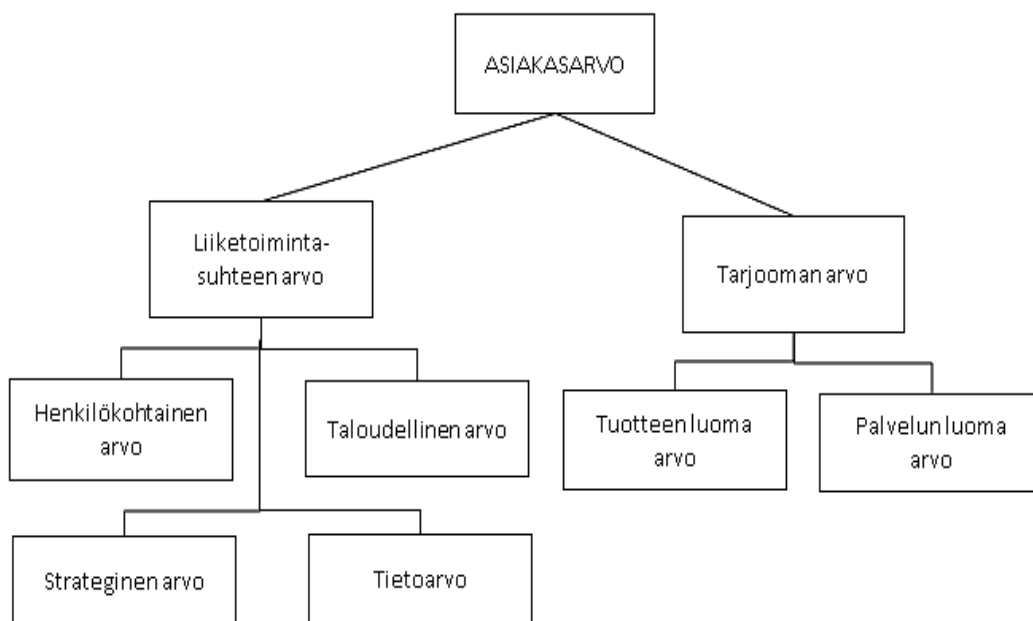 ASIAKASARVO
Liiketoiminta-
suhteen arvo
Tarjooman arvo
Henkilökohtainen
arvo
Taloudellinen arvo
Tuotteen luoma
arvo
Palvelun luoma
arvo
Strateginen arvo
Tietoarvo